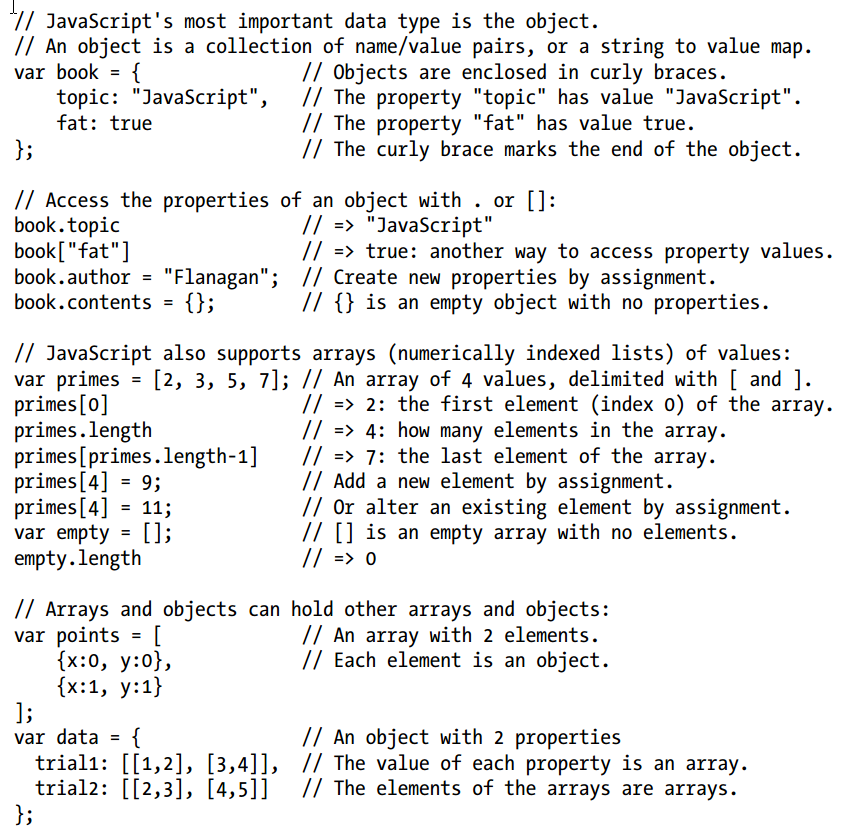 // JavaScript's most important data type is the object.
// An object is a collection of name/value pairs, or a string to value map.
var book = {               // Objects are enclosed in curly braces.
    topic: "JavaScript",   // The property "topic" has value "JavaScript".
    fat: true              // The property "fat" has value true.
};                         // The curly brace marks the end of the object.

// Access the properties of an object with . or []:
book.topic                 // => "JavaScript"
book["fat"]                // => true: another way to access property values.
book.author = "Flanagan";  // Create new properties by assignment.
book.contents = {};        // {} is an empty object with no properties.

// JavaScript also supports arrays (numerically indexed lists) of values:
var primes = [2, 3, 5, 7]; // An array of 4 values, delimited with [ and ].
primes[0]                  // => 2: the first element (index 0) of the array.
primes.length              // => 4: how many elements in the array.
primes[primes.length-1]    // => 7: the last element of the array.
primes[4] = 9;             // Add a new element by assignment.
primes[4] = 11;            // Or alter an existing element by assignment.
var empty = [];            // [] is an empty array with no elements.
empty.length               // => 0

// Arrays and objects can hold other arrays and objects:
var points = [             // An array with 2 elements.
    {x:0, y:0},            // Each element is an object.
    {x:1, y:1}
];
var data = {               // An object with 2 properties
  trial1: [[1,2], [3,4]],  // The value of each property is an array.
  trial2: [[2,3], [4,5]]   // The elements of the arrays are arrays.
};